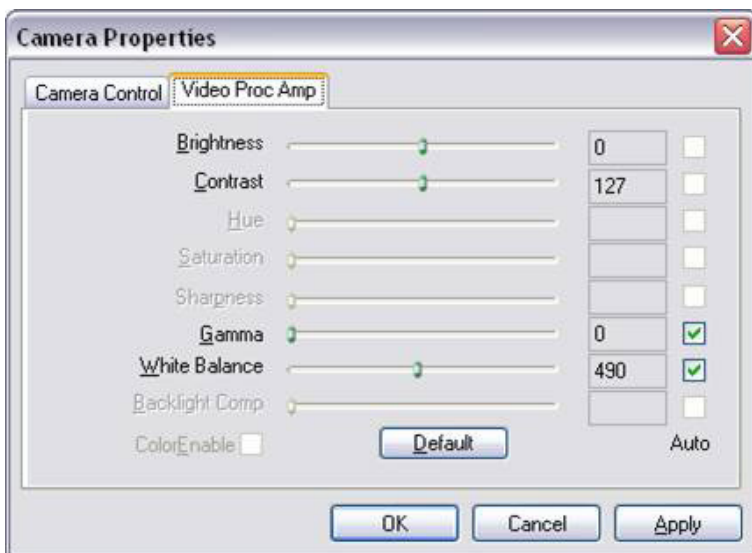 Camera Properties
Camera Control Video Proc Amp
Brightness 0
Contrast 127
Hue
Saturation
Sharpness
Gamma 0
White Balance 490
Backlight Comp
ColorEnable Default Auto
OK Cancel Apply